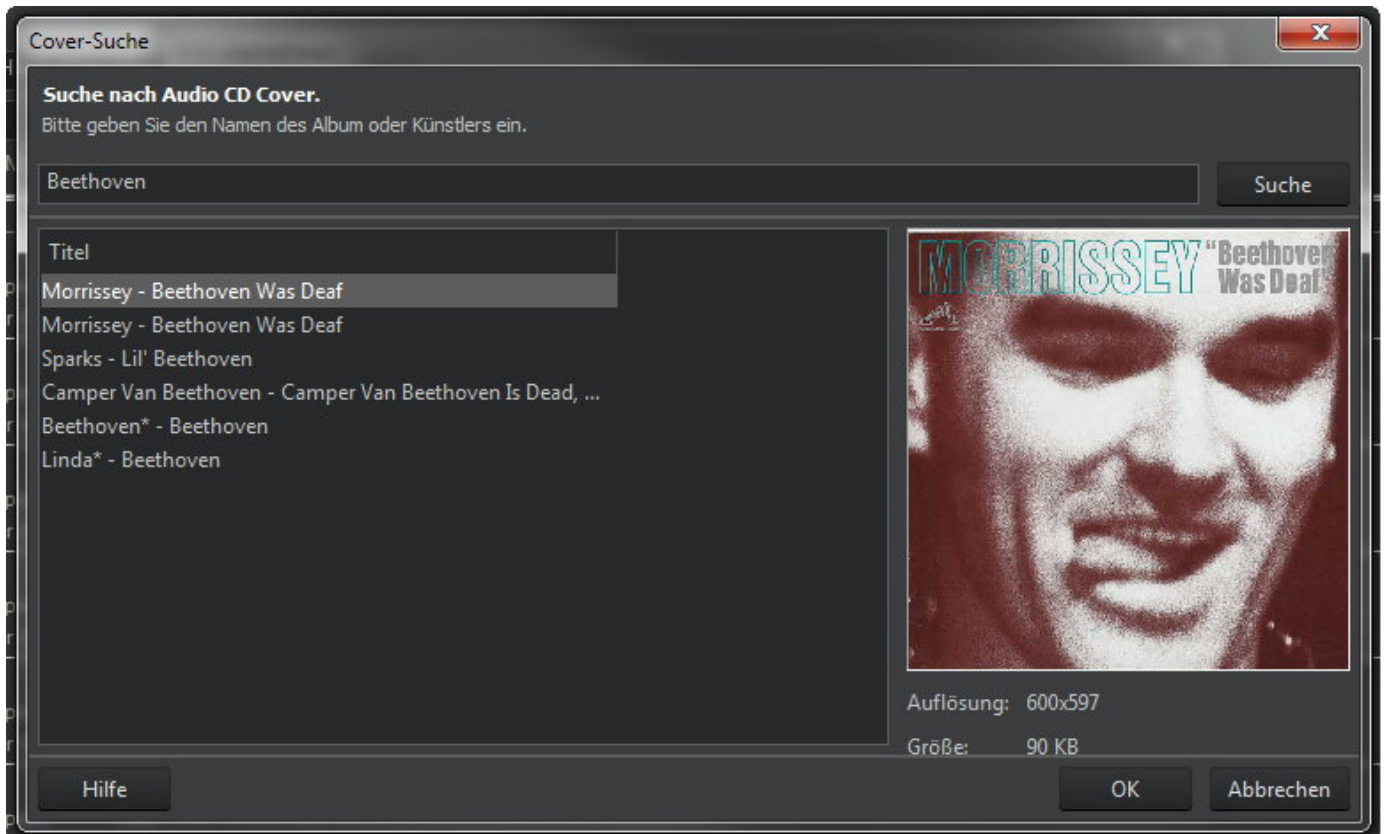 Cover-Suche
X
Suche nach Audio CD Cover.
Bitte geben Sie den Namen des Album oder Künstlers ein.
Beethoven
Suche
Titel
Morrissey - Beethoven Was Deaf
Morrissey - Beethoven Was Deaf
Sparks - Lil' Beethoven
Camper Van Beethoven - Camper Van Beethoven Is Dead, ...
Beethoven* - Beethoven
Linda* - Beethoven
MORRISSEY "Beethoven
Was Deaf"
Auflösung: 600x597
Größe: 90 KB
Hilfe
OK
Abbrechen